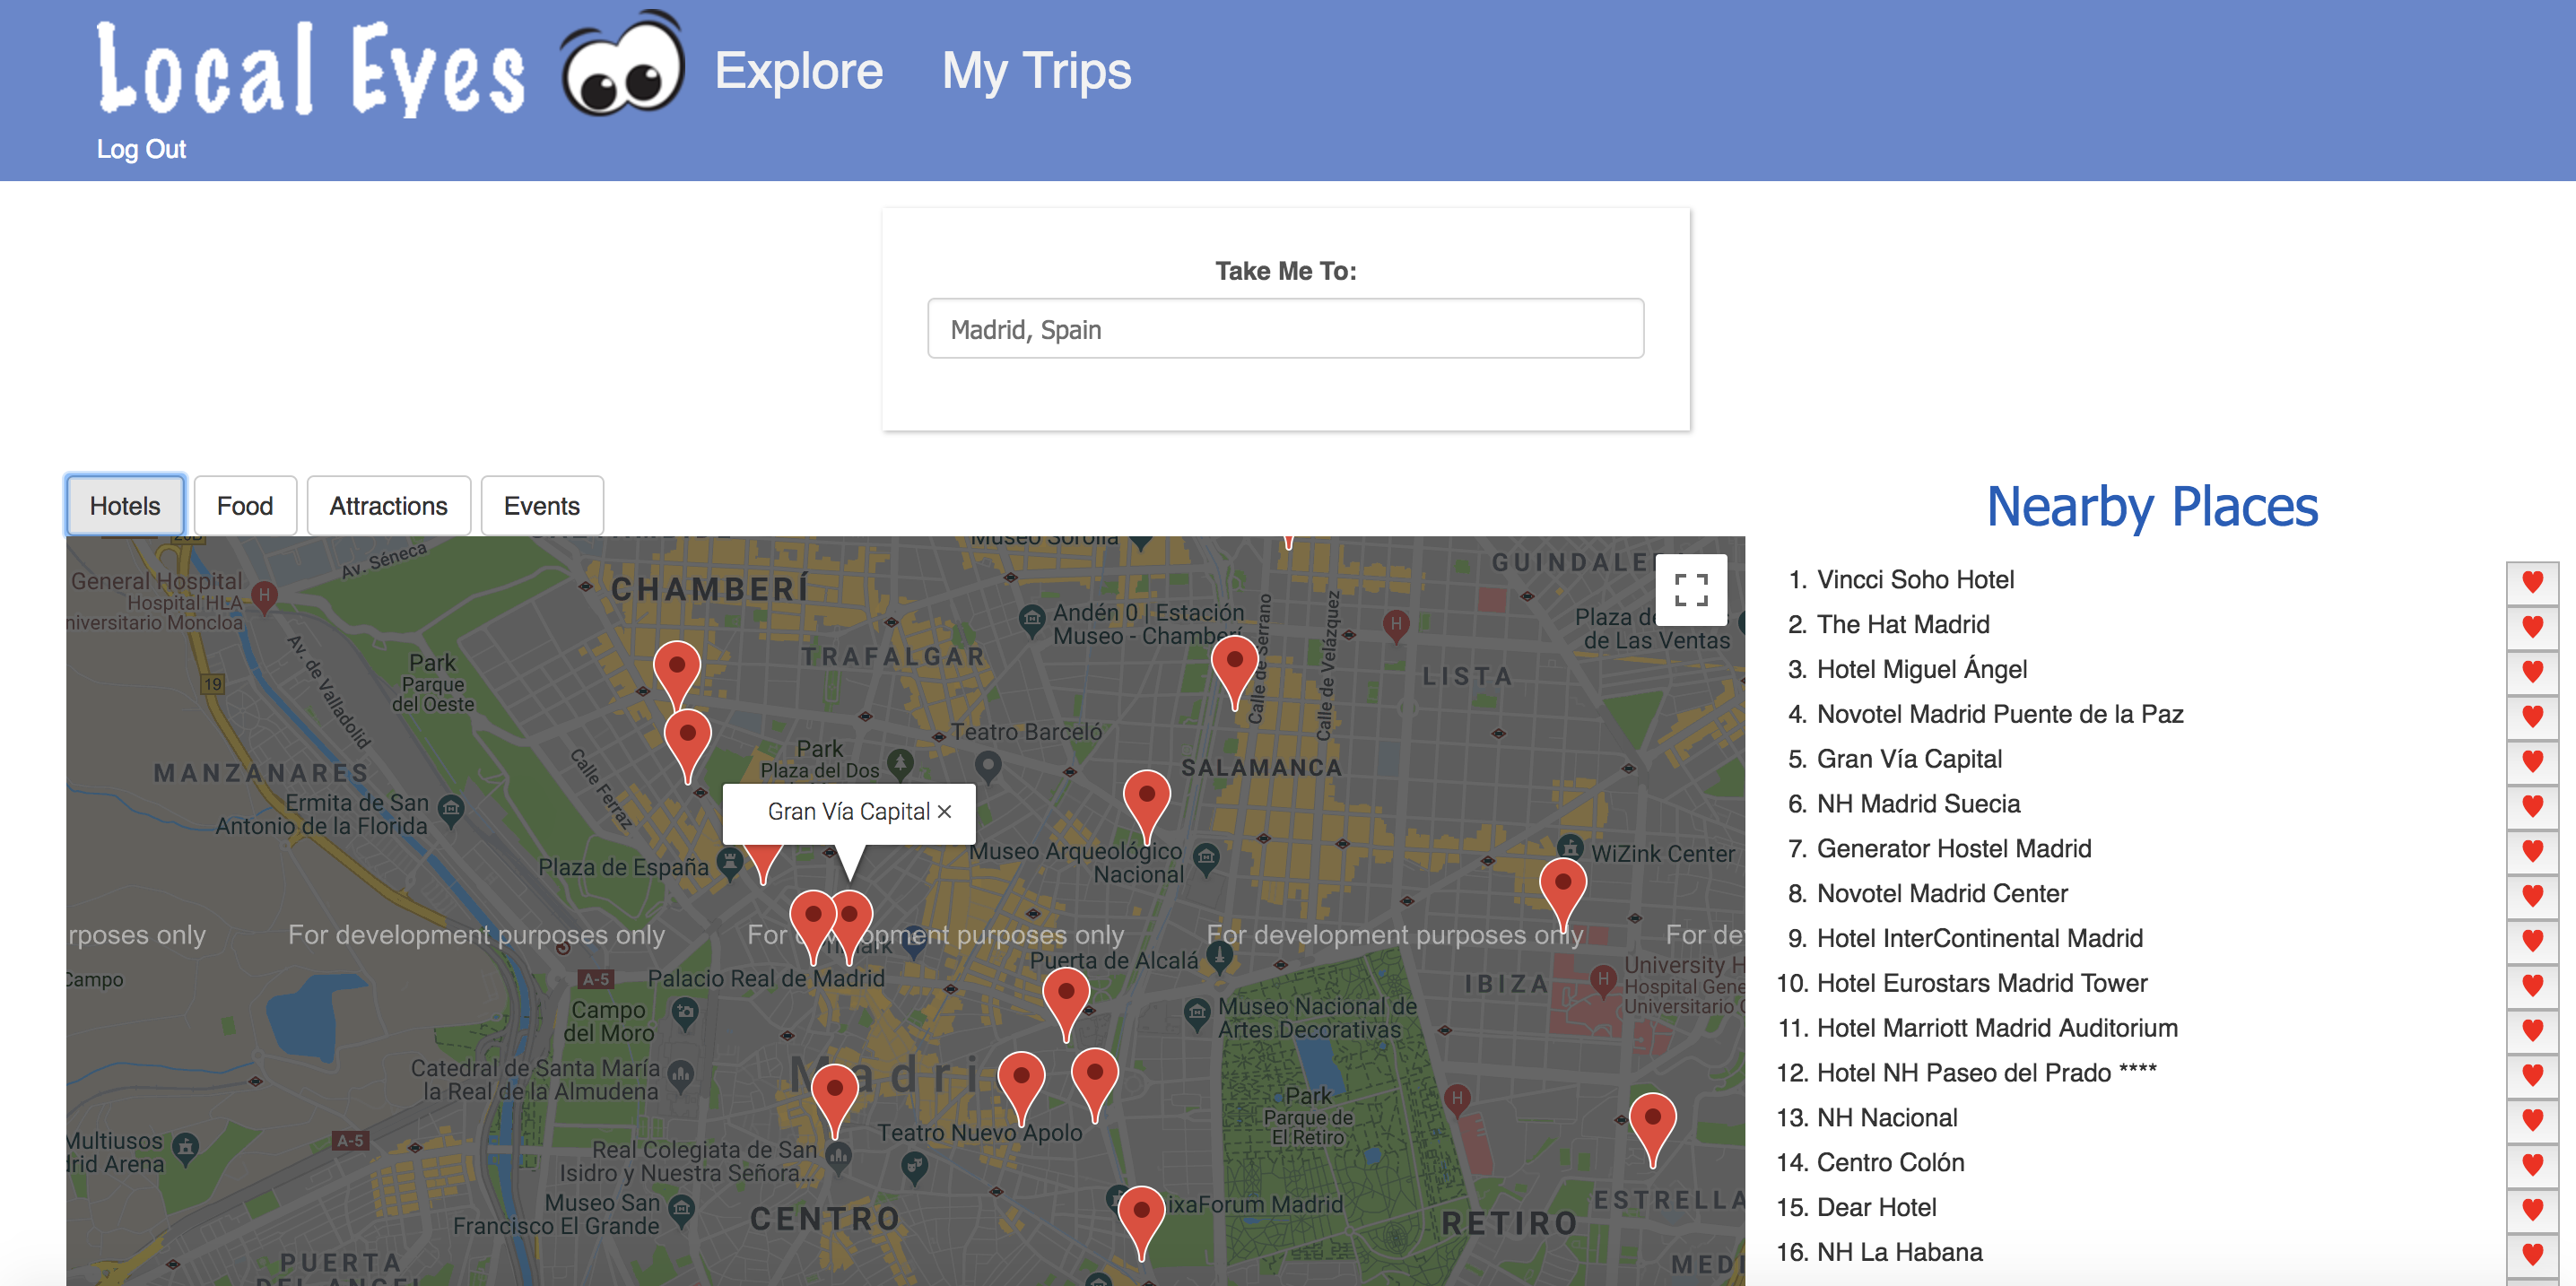 Local Eyes
Explore
My Trips
Log Out
Take Me To:
Madrid, Spain
Hotels
Food
Attractions
Events
Nearby Places
Museo Sorolla
GUINDALE
General Hospital
Hospital HLA
niversitario Moncloa
Av. Séneca
CHAMBERÍ
Andén 0 | Estación
Museo - Chamberí
Calle de Serrano
Calle de Velázquez
H
H
Plaza de
de Las Ventas
Av. de Valladolid
Park
Parque
del Oeste
19
TRAFALGAR
LISTA
Teatro Barceló
Park
Plaza del Dos
SALAMANCA
MANZANARES
Calle Ferraz
Ermita de San
Antonio de la Florida
Gran Vía Capital ×
Plaza de España
Museo Arqueológico
Nacional
WiZink Center
rposes only
For development purposes only
For development purposes only
For development purposes only
For de
Puerta de Alcalá
Campo
A-5
Palacio Real de Madrid
IBIZA
H
University H
Hospital Gene
Universitario
Campo
del Moro
Museo Nacional de
Artes Decorativas
Catedral de Santa María
la Real de la Almudena
Madri
Park
Parque de
El Retiro
H
Multiusos
drid Arena
A-5
Teatro Nuevo Apolo
Real Colegiata de San
Isidro y Nuestra Señora...
Museo San
Francisco El Grande
CENTRO
ixaForum Madrid
RETIRO
ESTRELLA
PUERTA
DEL ANGEL
MEDI
1. Vincci Soho Hotel
2. The Hat Madrid
3. Hotel Miguel Ángel
4. Novotel Madrid Puente de la Paz
5. Gran Vía Capital
6. NH Madrid Suecia
7. Generator Hostel Madrid
8. Novotel Madrid Center
9. Hotel InterContinental Madrid
10. Hotel Eurostars Madrid Tower
11. Hotel Marriott Madrid Auditorium
12. Hotel NH Paseo del Prado ****
13. NH Nacional
14. Centro Colón
15. Dear Hotel
16. NH La Habana